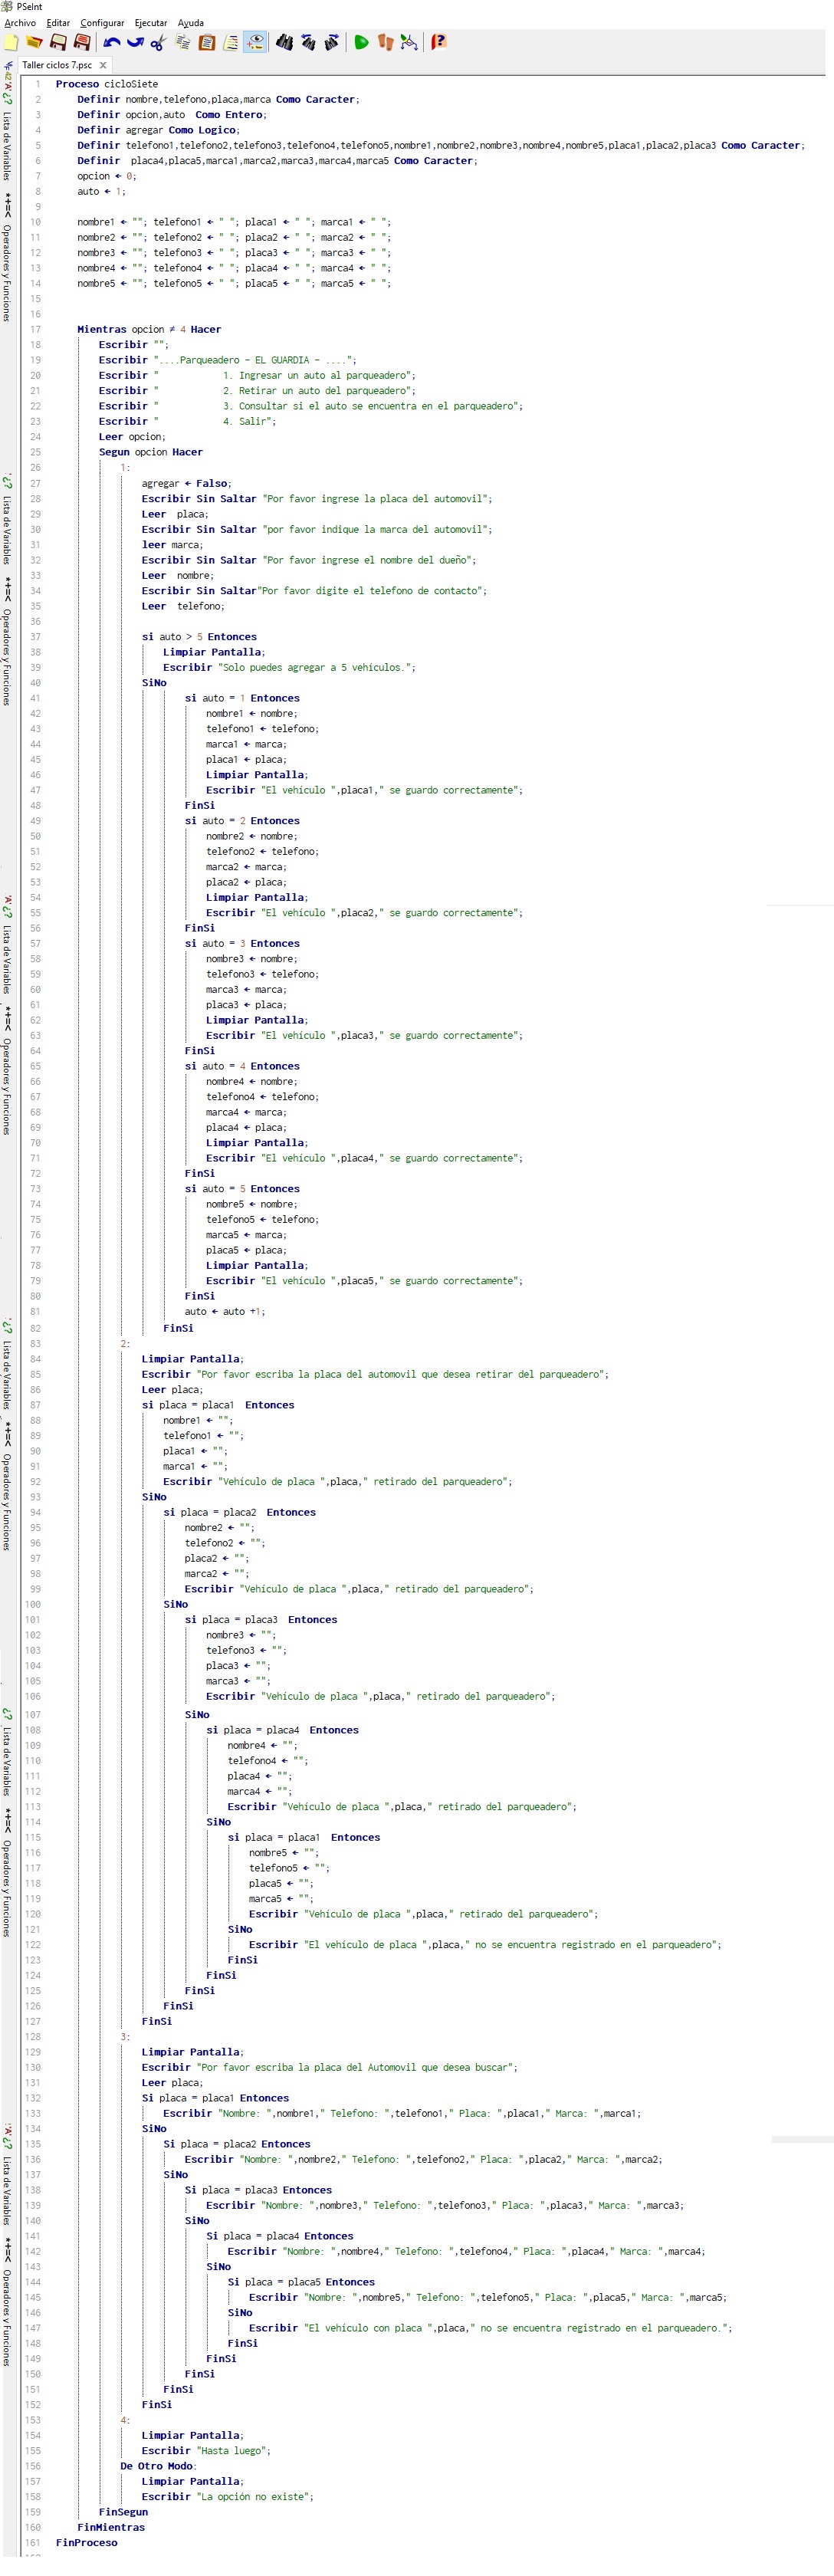 PSeInt
Archivo Editar Configurar Ejecutar Ayuda
Taller ciclos 7.psc X
1 Proceso cicloSiete
2 Definir nombre,telefono,placa,marca Como Caracter;
3 Definir opcion,auto Como Entero;
4 Definir agregar Como Logico;
5 Definir telefono1,telefono2,telefono3,telefono4,telefono5,nombre1,nombre2,nombre3,nombre4,nombre5,placa1,placa2,placa3 Como Caracter;
6 Definir placa4,placa5,marca1,marca2,marca3,marca4,marca5 Como Caracter;
7 opcion ← 0;
8 auto ← 1;
9
10 nombre1 ← ""; telefono1 ← " "; placa1 ← " "; marca1 ← " ";
11 nombre2 ← ""; telefono2 ← " "; placa2 ← " "; marca2 ← " ";
12 nombre3 ← ""; telefono3 ← " "; placa3 ← " "; marca3 ← " ";
13 nombre4 ← ""; telefono4 ← " "; placa4 ← " "; marca4 ← " ";
14 nombre5 ← ""; telefono5 ← " "; placa5 ← " "; marca5 ← " ";
15
16
17 Mientras opcion ≠ 4 Hacer
18 Escribir "";
19 Escribir "....Parqueadero - EL GUARDIA - ....";
20 Escribir " 1. Ingresar un auto al parqueadero";
21 Escribir " 2. Retirar un auto del parqueadero";
22 Escribir " 3. Consultar si el auto se encuentra en el parqueadero";
23 Escribir " 4. Salir";
24 Leer opcion;
25 Segun opcion Hacer
26 1:
27 agregar ← Falso;
28 Escribir Sin Saltar "Por favor ingrese la placa del automovil";
29 Leer placa;
30 Escribir Sin Saltar "por favor indique la marca del automovil";
31 leer marca;
32 Escribir Sin Saltar "Por favor ingrese el nombre del dueño";
33 Leer nombre;
34 Escribir Sin Saltar"Por favor digite el telefono de contacto";
35 Leer telefono;
36
37 si auto > 5 Entonces
38 Limpiar Pantalla;
39 Escribir "Solo puedes agregar a 5 vehículos.";
40 SiNo
41 si auto = 1 Entonces
42 nombre1 ← nombre;
43 telefono1 ← telefono;
44 marca1 ← marca;
45 placa1 ← placa;
46 Limpiar Pantalla;
47 Escribir "El vehículo ",placa1," se guardo correctamente";
48 FinSi
49 si auto = 2 Entonces
50 nombre2 ← nombre;
51 telefono2 ← telefono;
52 marca2 ← marca;
53 placa2 ← placa;
54 Limpiar Pantalla;
55 Escribir "El vehículo ",placa2," se guardo correctamente";
56 FinSi
57 si auto = 3 Entonces
58 nombre3 ← nombre;
59 telefono3 ← telefono;
60 marca3 ← marca;
61 placa3 ← placa;
62 Limpiar Pantalla;
63 Escribir "El vehículo ",placa3," se guardo correctamente";
64 FinSi
65 si auto = 4 Entonces
66 nombre4 ← nombre;
67 telefono4 ← telefono;
68 marca4 ← marca;
69 placa4 ← placa;
70 Limpiar Pantalla;
71 Escribir "El vehículo ",placa4," se guardo correctamente";
72 FinSi
73 si auto = 5 Entonces
74 nombre5 ← nombre;
75 telefono5 ← telefono;
76 marca5 ← marca;
77 placa5 ← placa;
78 Limpiar Pantalla;
79 Escribir "El vehículo ",placa5," se guardo correctamente";
80 FinSi
81 auto ← auto +1;
82 FinSi
83 2:
84 Limpiar Pantalla;
85 Escribir "Por favor escriba la placa del automovil que desea retirar del parqueadero";
86 Leer placa;
87 si placa = placa1 Entonces
88 nombre1 ← "";
89 telefono1 ← "";
90 placa1 ← "";
91 marca1 ← "";
92 Escribir "Vehículo de placa ",placa," retirado del parqueadero";
93 SiNo
94 si placa = placa2 Entonces
95 nombre2 ← "";
96 telefono2 ← "";
97 placa2 ← "";
98 marca2 ← "";
99 Escribir "Vehículo de placa ",placa," retirado del parqueadero";
100 SiNo
101 si placa = placa3 Entonces
102 nombre3 ← "";
103 telefono3 ← "";
104 placa3 ← "";
105 marca3 ← "";
106 Escribir "Vehículo de placa ",placa," retirado del parqueadero";
107 SiNo
108 si placa = placa4 Entonces
109 nombre4 ← "";
110 telefono4 ← "";
111 placa4 ← "";
112 marca4 ← "";
113 Escribir "Vehículo de placa ",placa," retirado del parqueadero";
114 SiNo
115 si placa = placa1 Entonces
116 nombre5 ← "";
117 telefono5 ← "";
118 placa5 ← "";
119 marca5 ← "";
120 Escribir "Vehículo de placa ",placa," retirado del parqueadero";
121 SiNo
122 Escribir "El vehículo de placa ",placa," no se encuentra registrado en el parqueadero";
123 FinSi
124 FinSi
125 FinSi
126 FinSi
127 FinSi
128 3:
129 Limpiar Pantalla;
130 Escribir "Por favor escriba la placa del Automovil que desea buscar";
131 Leer placa;
132 Si placa = placa1 Entonces
133 Escribir "Nombre: ",nombre1," Telefono: ",telefono1," Placa: ",placa1," Marca: ",marca1;
134 SiNo
135 Si placa = placa2 Entonces
136 Escribir "Nombre: ",nombre2," Telefono: ",telefono2," Placa: ",placa2," Marca: ",marca2;
137 SiNo
138 Si placa = placa3 Entonces
139 Escribir "Nombre: ",nombre3," Telefono: ",telefono3," Placa: ",placa3," Marca: ",marca3;
140 SiNo
141 Si placa = placa4 Entonces
142 Escribir "Nombre: ",nombre4," Telefono: ",telefono4," Placa: ",placa4," Marca: ",marca4;
143 SiNo
144 Si placa = placa5 Entonces
145 Escribir "Nombre: ",nombre5," Telefono: ",telefono5," Placa: ",placa5," Marca: ",marca5;
146 SiNo
147 Escribir "El vehículo con placa ",placa," no se encuentra registrado en el parqueadero.";
148 FinSi
149 FinSi
150 FinSi
151 FinSi
152 FinSi
153 4:
154 Limpiar Pantalla;
155 Escribir "Hasta luego";
156 De Otro Modo:
157 Limpiar Pantalla;
158 Escribir "La opción no existe";
159 FinSegun
160 FinMientras
161 FinProceso
Lista de Variables
Operadores y Funciones
Lista de Variables
Operadores y Funciones
Lista de Variables
Operadores y Funciones
Lista de Variables
Operadores y Funciones
Lista de Variables
Operadores y Funciones
Lista de Variables
Operadores y Funciones